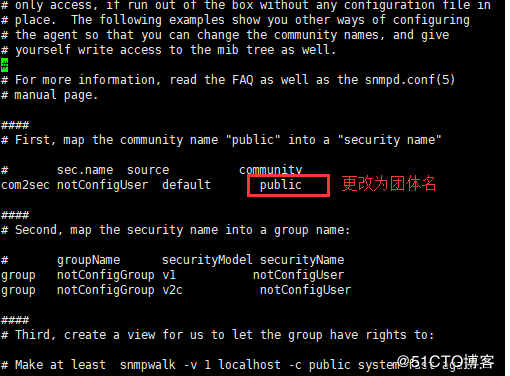 # only access, if run out of the box without any configuration file in
# place.  The following examples show you other ways of configuring
# the agent so that you can change the community names, and give
# yourself write access to the mib tree as well.
#
# For more information, read the FAQ as well as the snmpd.conf(5)
# manual page.
####
# First, map the community name "public" into a "security name"
#       sec.name  source          community
com2sec notConfigUser  default       public 更改为团体名
####
# Second, map the security name into a group name:
#       groupName      securityModel securityName
group   notConfigGroup v1           notConfigUser
group   notConfigGroup v2c           notConfigUser
####
# Third, create a view for us to let the group have rights to:
# Make at least  snmpwalk -v 1 localhost -c public system fast again.
@51CTO博客